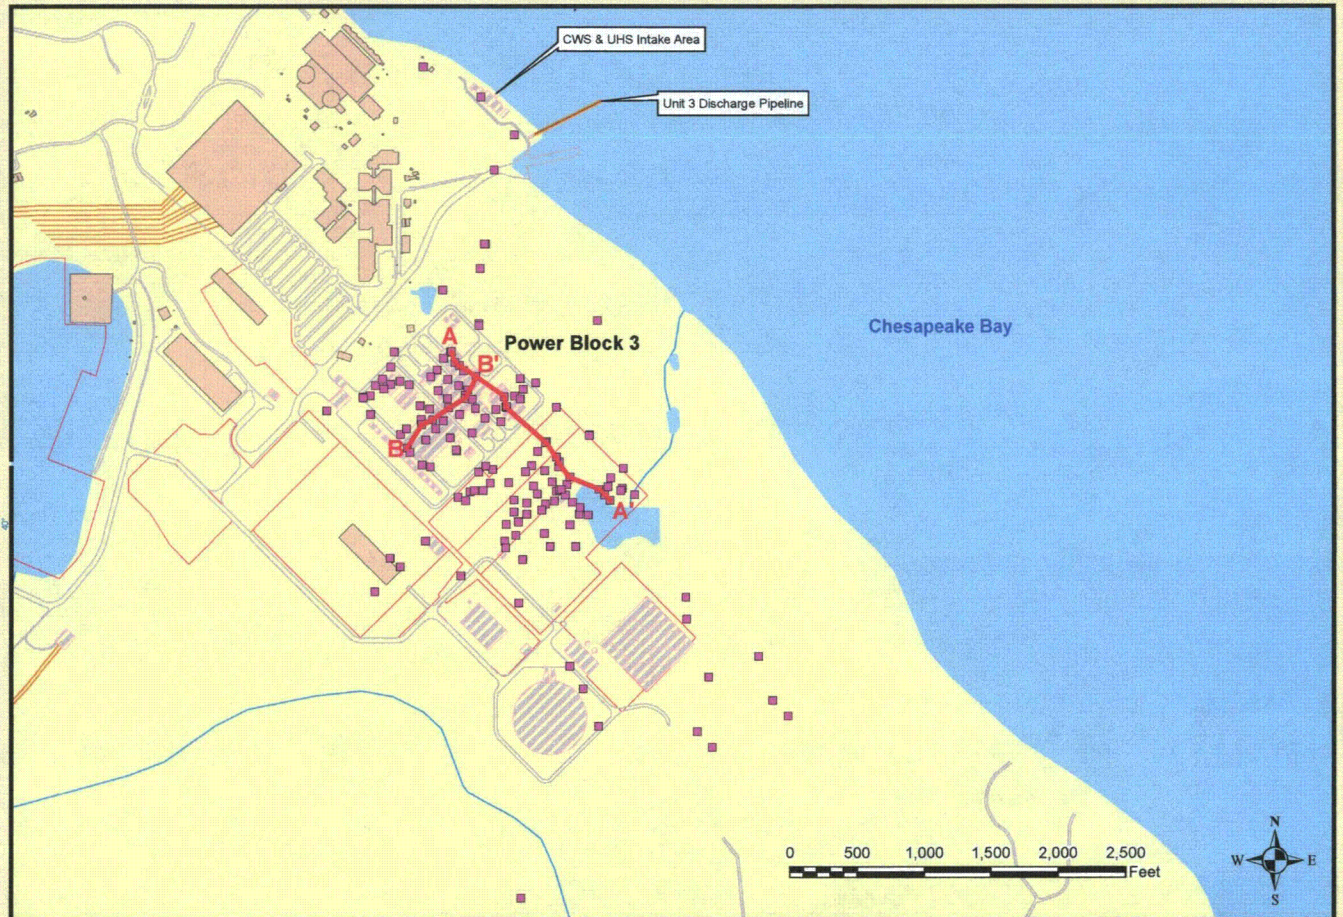 CWS & UHS Intake Area
Unit 3 Discharge Pipeline
Chesapeake Bay
Power Block 3
A
B'
B
A'
N
W E
S
0 500 1,000 1,500 2,000 2,500
Feet